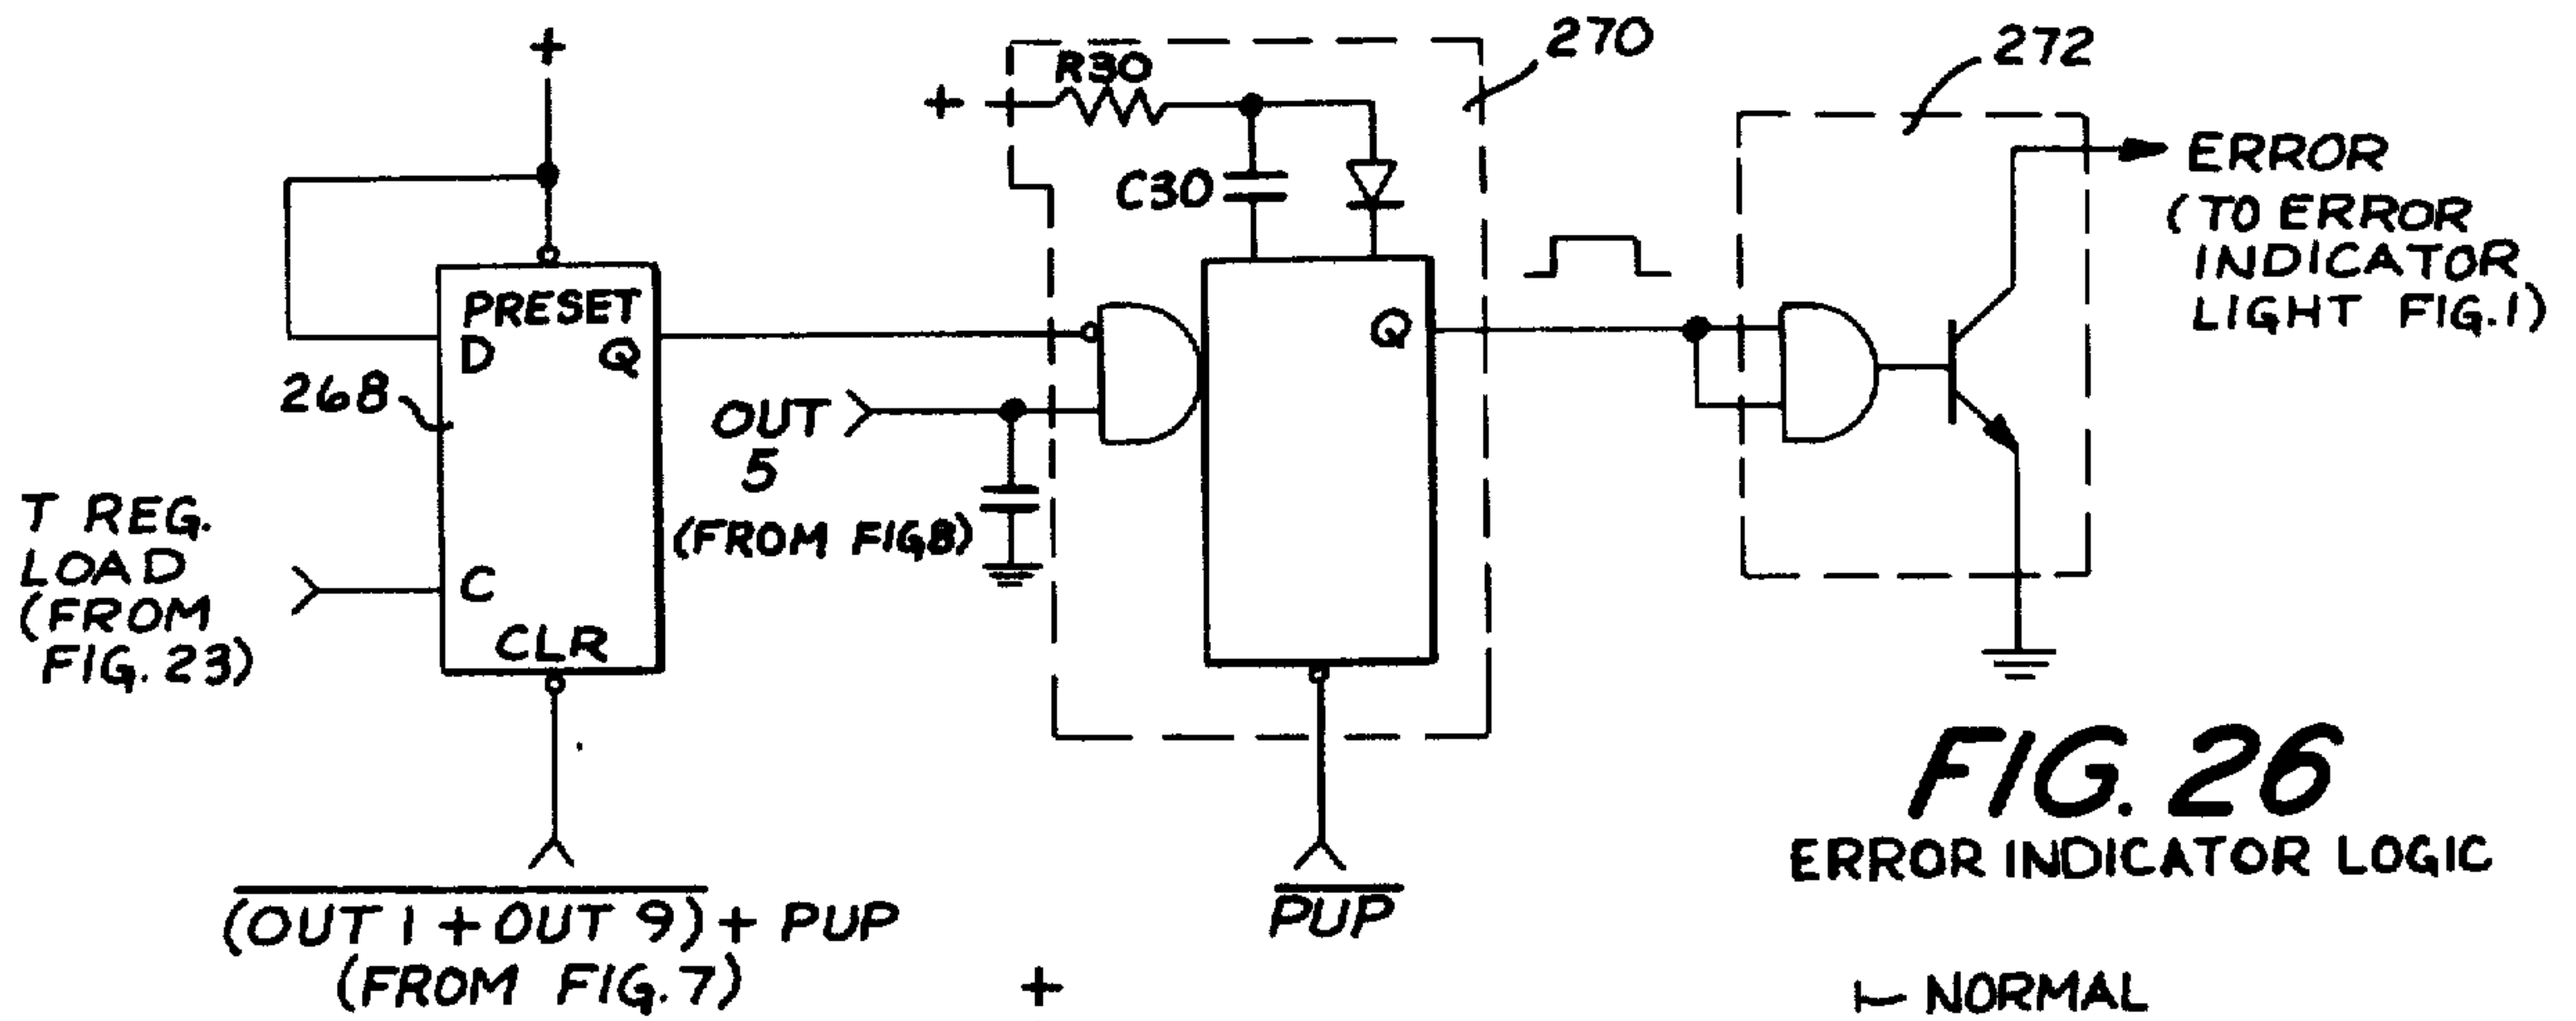 +
PRESET
D
Q
268
T REG.
LOAD
(FROM
FIG. 23)
C
CLR
(OUT 1 + OUT 9) + PUP
(FROM FIG. 7)
270
+
R30
C30
OUT
5
(FROM FIG8)
Q
PUP
272
ERROR
(TO ERROR
INDICATOR
LIGHT FIG. 1)
FIG. 26
ERROR INDICATOR LOGIC
+
NORMAL